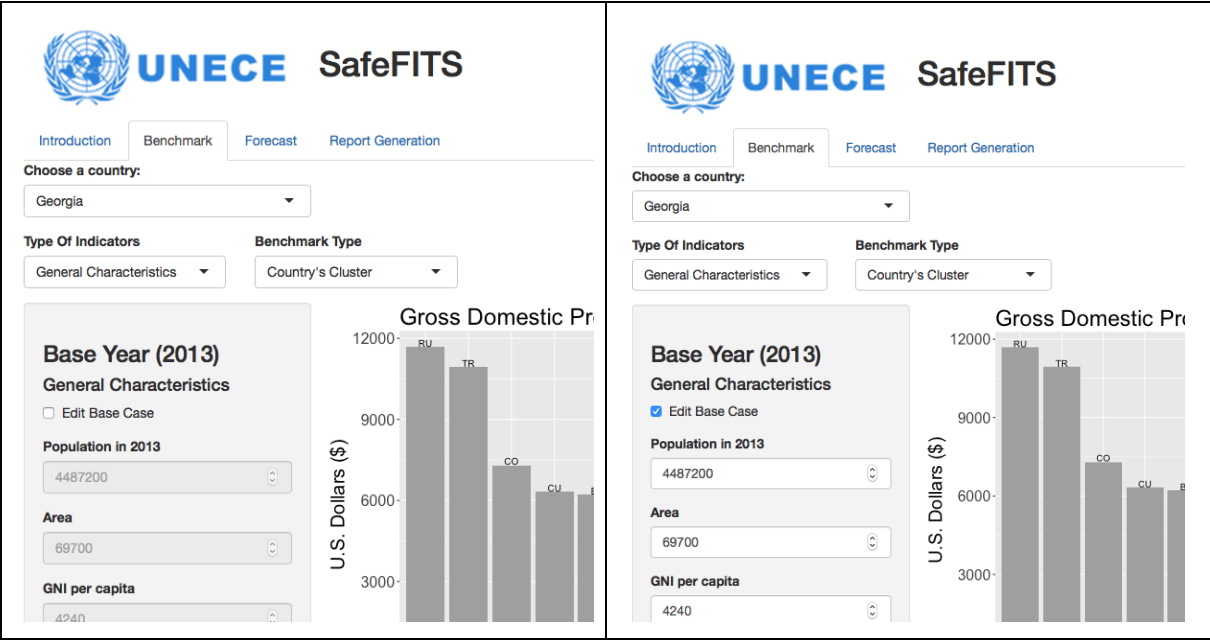 UNECE SafeFITS
Introduction Benchmark Forecast Report Generation
Choose a country:
Georgia
Type Of Indicators Benchmark Type
General Characteristics Country's Cluster
Gross Domestic Pr
Base Year (2013)
General Characteristics
Edit Base Case
Population in 2013
4487200
Area
69700
GNI per capita
4240
U.S. Dollars ($)
12000
9000
6000
3000
RU
TR
CO
CU
UNECE SafeFITS
Introduction Benchmark Forecast Report Generation
Choose a country:
Georgia
Type Of Indicators Benchmark Type
General Characteristics Country's Cluster
Gross Domestic Pr
Base Year (2013)
General Characteristics
Edit Base Case
Population in 2013
4487200
Area
69700
GNI per capita
4240
U.S. Dollars ($)
12000
9000
6000
3000
RU
TR
CO
CU